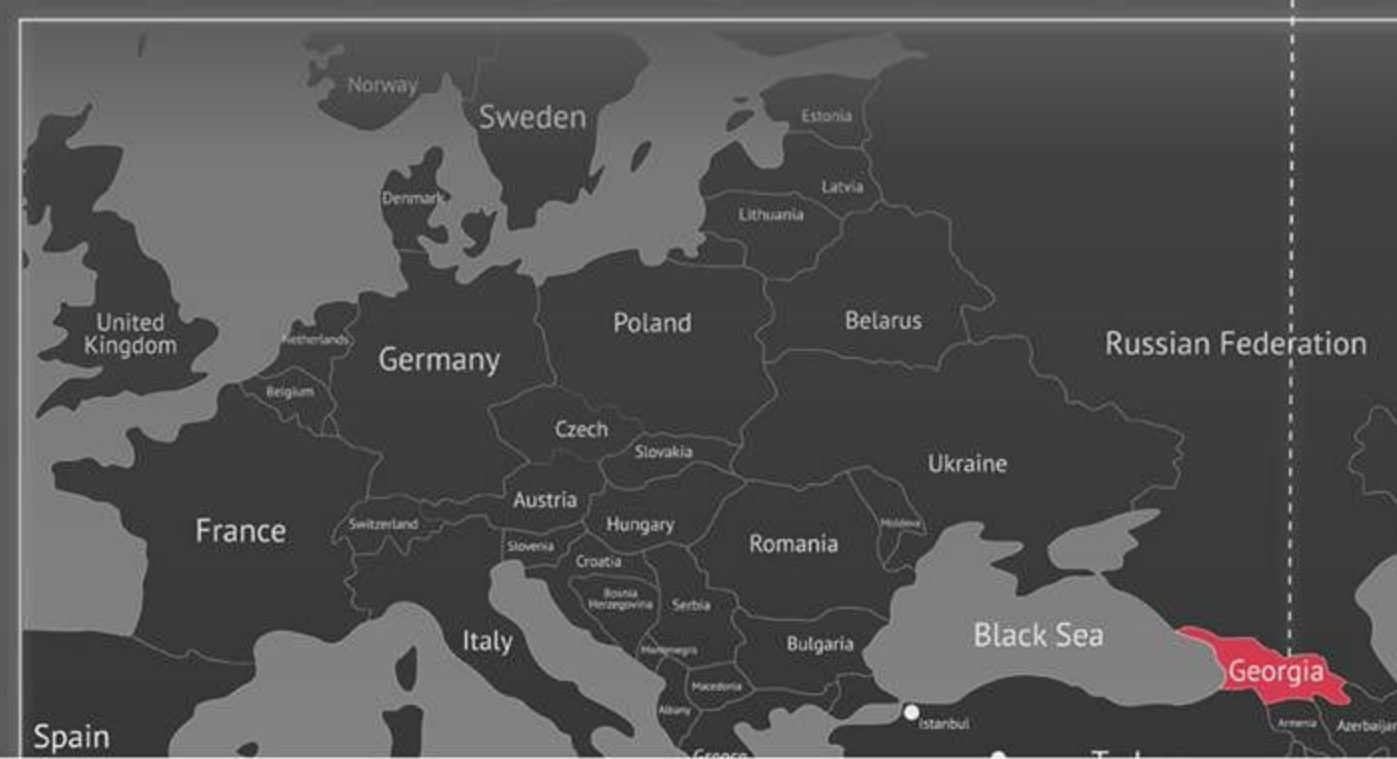 Norway
Sweden
Estonia
Denmark
Latvia
Lithuania
United
Kingdom
Netherlands
Germany
Poland
Belarus
Russian Federation
Belgium
Czech
Slovakia
Ukraine
France
Switzerland
Austria
Hungary
Romania
Moldova
Slovenia
Croatia
Bosnia
Herzegovina
Serbia
Italy
Montenegro
Bulgaria
Black Sea
Georgia
Macedonia
Albany
Istanbul
Armenia
Azerbaijan
Spain
Greece